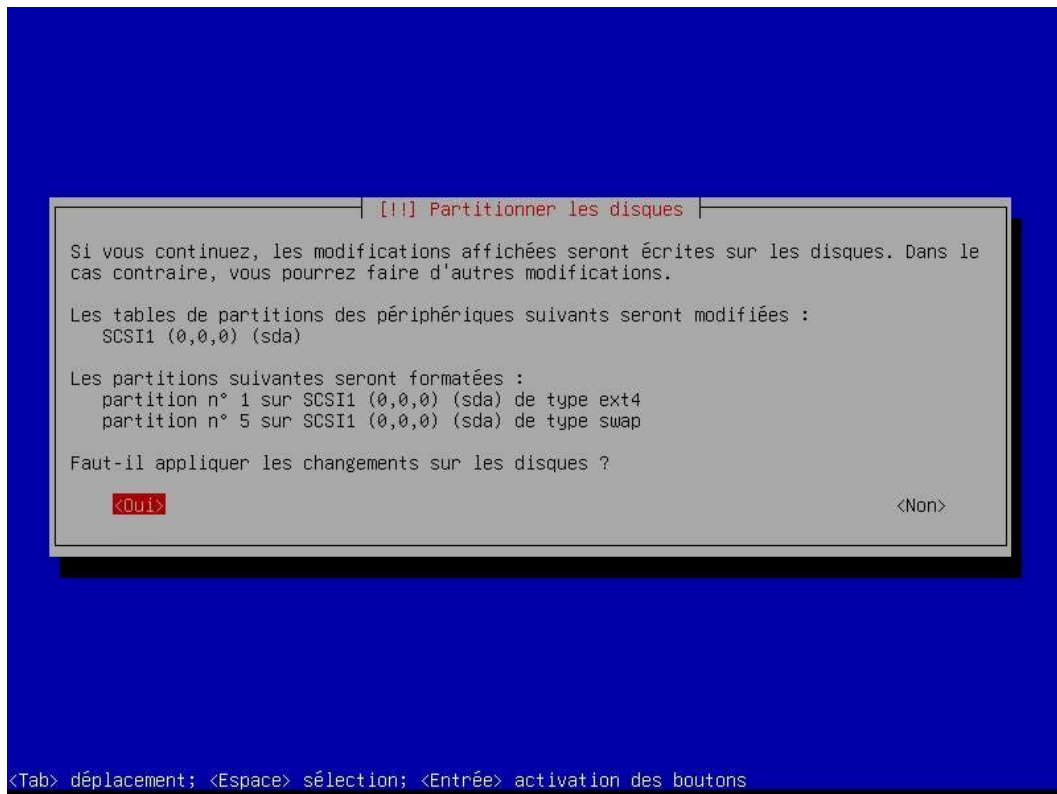 [!!] Partitionner les disques
Si vous continuez, les modifications affichées seront écrites sur les disques. Dans le
cas contraire, vous pourrez faire d'autres modifications.
Les tables de partitions des périphériques suivants seront modifiées :
SCSI1 (0,0,0) (sda)
Les partitions suivantes seront formatées :
partition n° 1 sur SCSI1 (0,0,0) (sda) de type ext4
partition n° 5 sur SCSI1 (0,0,0) (sda) de type swap
Faut-il appliquer les changements sur les disques ?
<Oui> <Non>
<Tab> déplacement; <Espace> sélection; <Entrée> activation des boutons